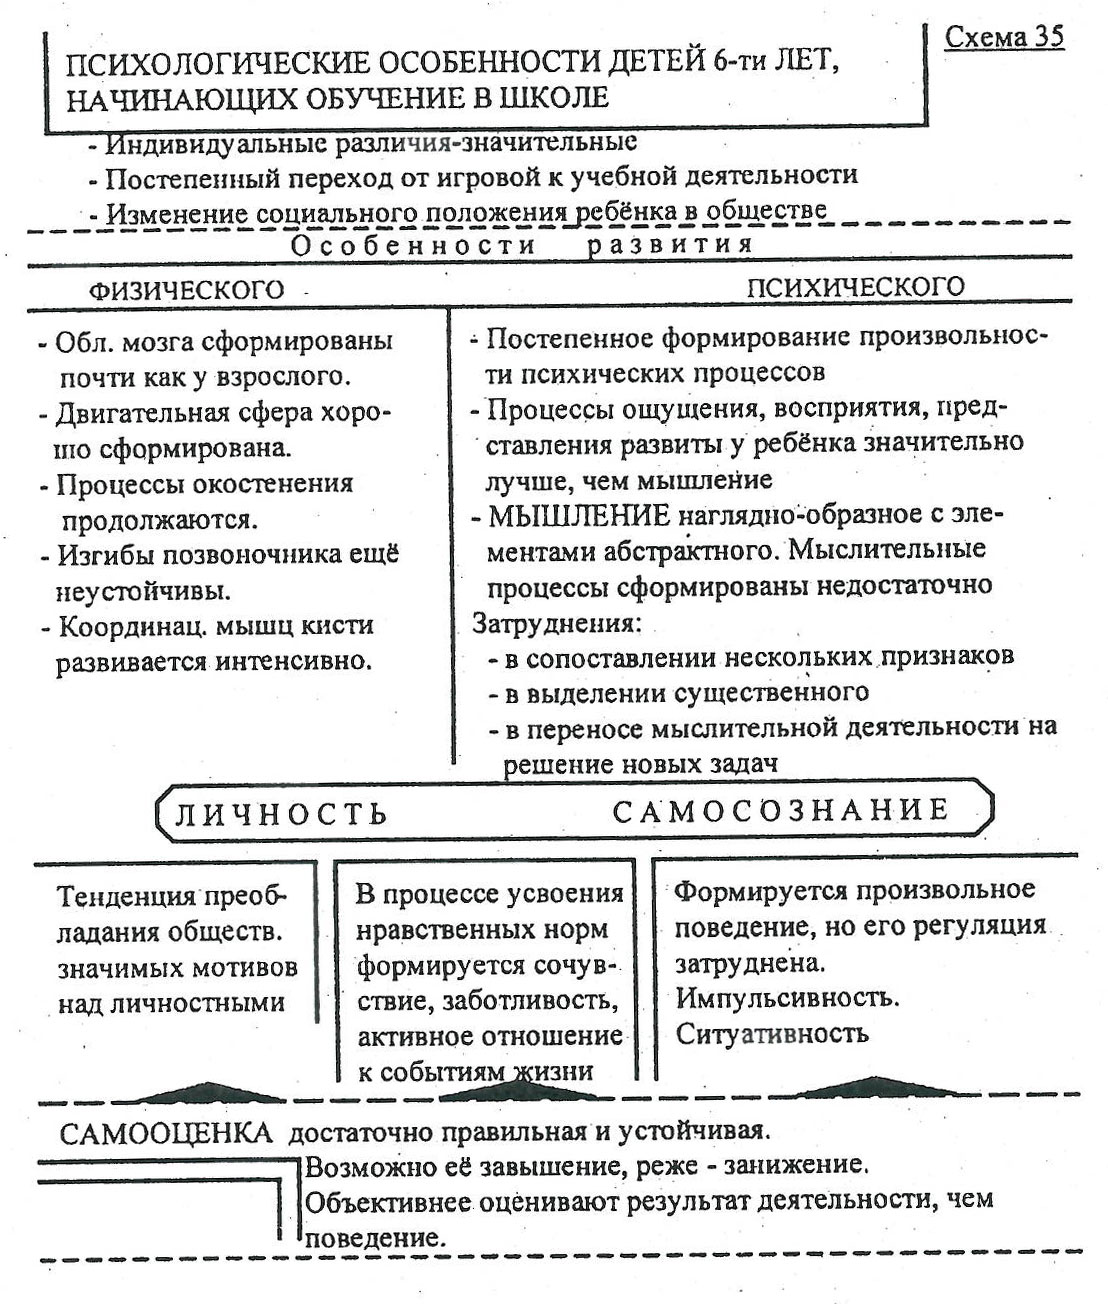 Схема 35
ПСИХОЛОГИЧЕСКИЕ ОСОБЕННОСТИ ДЕТЕЙ 6-ти ЛЕТ,
НАЧИНАЮЩИХ ОБУЧЕНИЕ В ШКОЛЕ
- Индивидуальные различия-значительные
- Постепенный переход от игровой к учебной деятельности
- Изменение социального положения ребёнка в обществе
Особенности развития
ФИЗИЧЕСКОГО
- Обл. мозга сформированы
почти как у взрослого.
- Двигательная сфера хоро-
шо сформирована.
- Процессы окостенения
продолжаются.
- Изгибы позвоночника ещё
неустойчивы.
- Координац. мышц кисти
развивается интенсивно.
ПСИХИЧЕСКОГО
- Постепенное формирование произвольнос-
ти психических процессов
- Процессы ощущения, восприятия, пред-
ставления развиты у ребёнка значительно
лучше, чем мышление
- МЫШЛЕНИЕ наглядно-образное с эле-
ментами абстрактного. Мыслительные
процессы сформированы недостаточно
Затруднения:
- в сопоставлении нескольких признаков
- в выделении существенного
- в переносе мыслительной деятельности на
решение новых задач
ЛИЧНОСТЬ САМОСОЗНАНИЕ
Тенденция преоб-
ладания обществ.
значимых мотивов
над личностными
В процессе усвоения
нравственных норм
формируется сочув-
ствие, заботливость,
активное отношение
к событиям жизни
Формируется произвольное
поведение, но его регуляция
затруднена.
Импульсивность.
Ситуативность
САМООЦЕНКА достаточно правильная и устойчивая.
Возможно её завышение, реже - занижение.
Объективнее оценивают результат деятельности, чем
поведение.